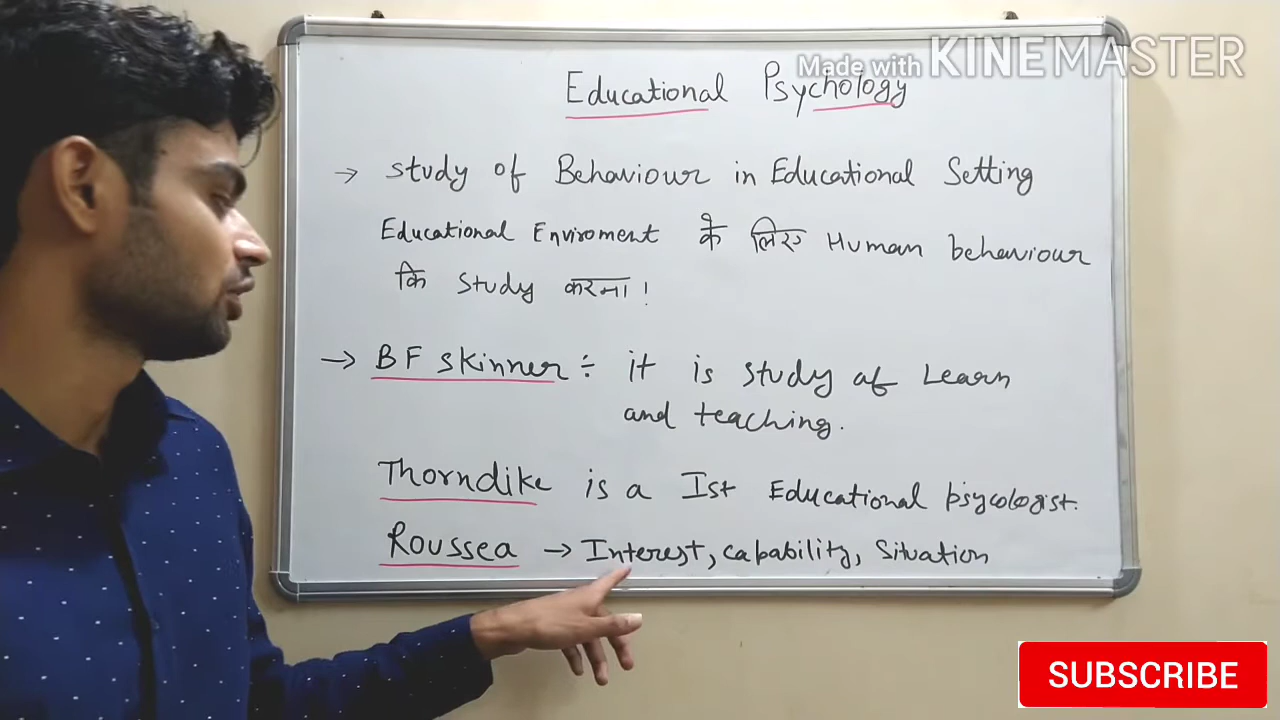 Made with KINEMASTER
Educational Psychology
→ study of Behaviour in Educational Setting
Educational Enviroment के लिए Human behaviour
कि study करना !
→ BF Skinner ÷ it is study of Learn
and teaching.
Thorndike is a Ist Educational psycologist.
Roussea → Interest, capability, Situation
SUBSCRIBE